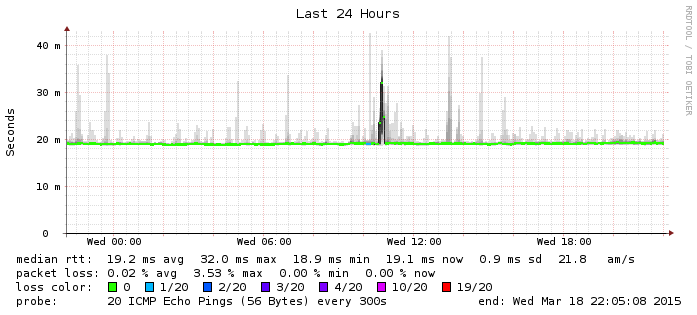 Last 24 Hours
RRDTOOL / TOBI OETIKER
Seconds
40 m
30 m
20 m
10 m
0
Wed 00:00 Wed 06:00 Wed 12:00 Wed 18:00
median rtt: 19.2 ms avg 32.0 ms max 18.9 ms min 19.1 ms now 0.9 ms sd 21.8 am/s
packet loss: 0.02 % avg 3.53 % max 0.00 % min 0.00 % now
loss color: 0 1/20 2/20 3/20 4/20 10/20 19/20
probe: 20 ICMP Echo Pings (56 Bytes) every 300s end: Wed Mar 18 22:05:08 2015